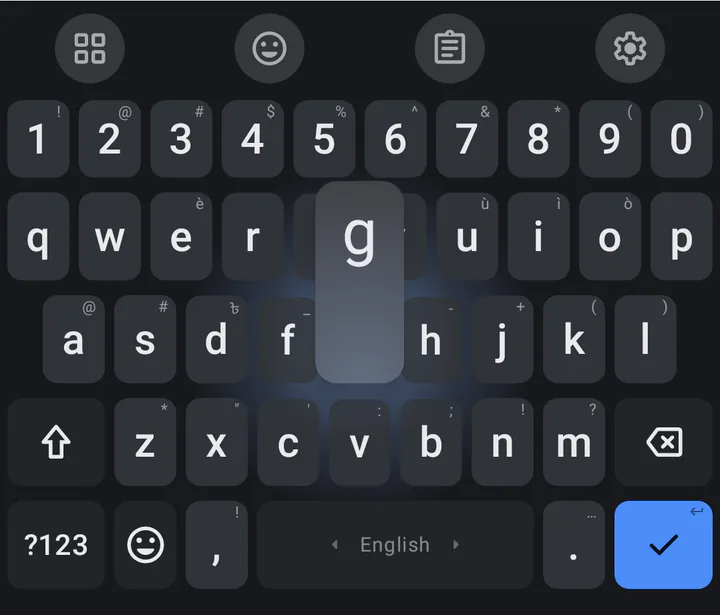 ! @ # $ % ^ & * ( )
1 2 3 4 5 6 7 8 9 0
è ù ì ò
q w e r g u i o p
@ # _ - + ( )
a s d f h j k l
* " ' : ; ! ?
z x c v b n m
! …
?123 , English .